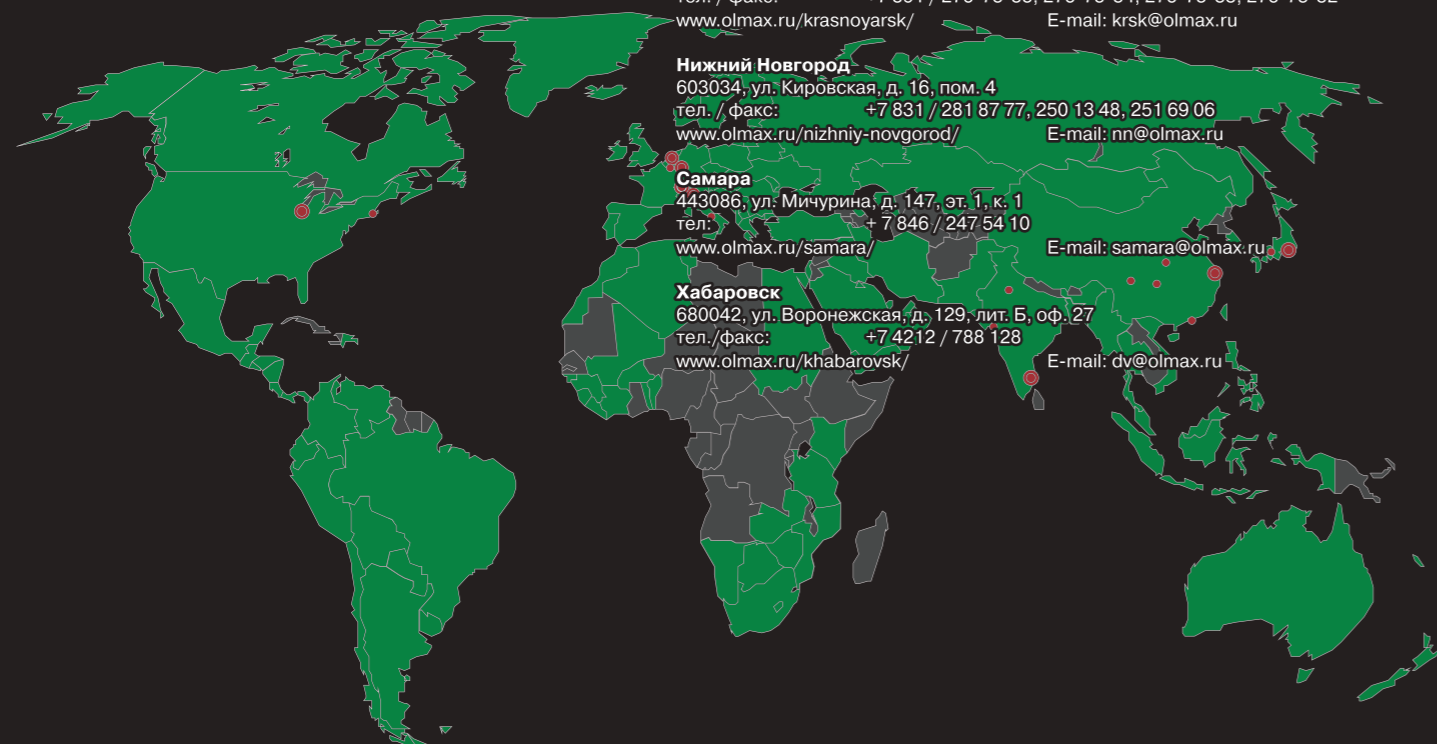 www.olmax.ru/krasnoyarsk/ E-mail: krsk@olmax.ru
Нижний Новгород
603034, ул. Кировская, д. 16, пом. 4
тел. / факс: +7 831 / 281 87 77, 250 13 48, 251 69 06
www.olmax.ru/nizhniy-novgorod/ E-mail: nn@olmax.ru
Самара
443086, ул. Мичурина, д. 147, эт. 1, к. 1
тел: + 7 846 / 247 54 10
www.olmax.ru/samara/ E-mail: samara@olmax.ru
Хабаровск
680042, ул. Воронежская, д. 129, лит. Б, оф. 27
тел./факс: +7 4212 / 788 128
www.olmax.ru/khabarovsk/ E-mail: dv@olmax.ru